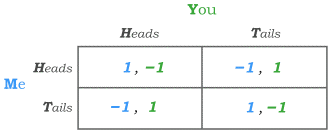 You
Heads Tails
Me Heads 1, -1 -1, 1
Tails -1, 1 1, -1